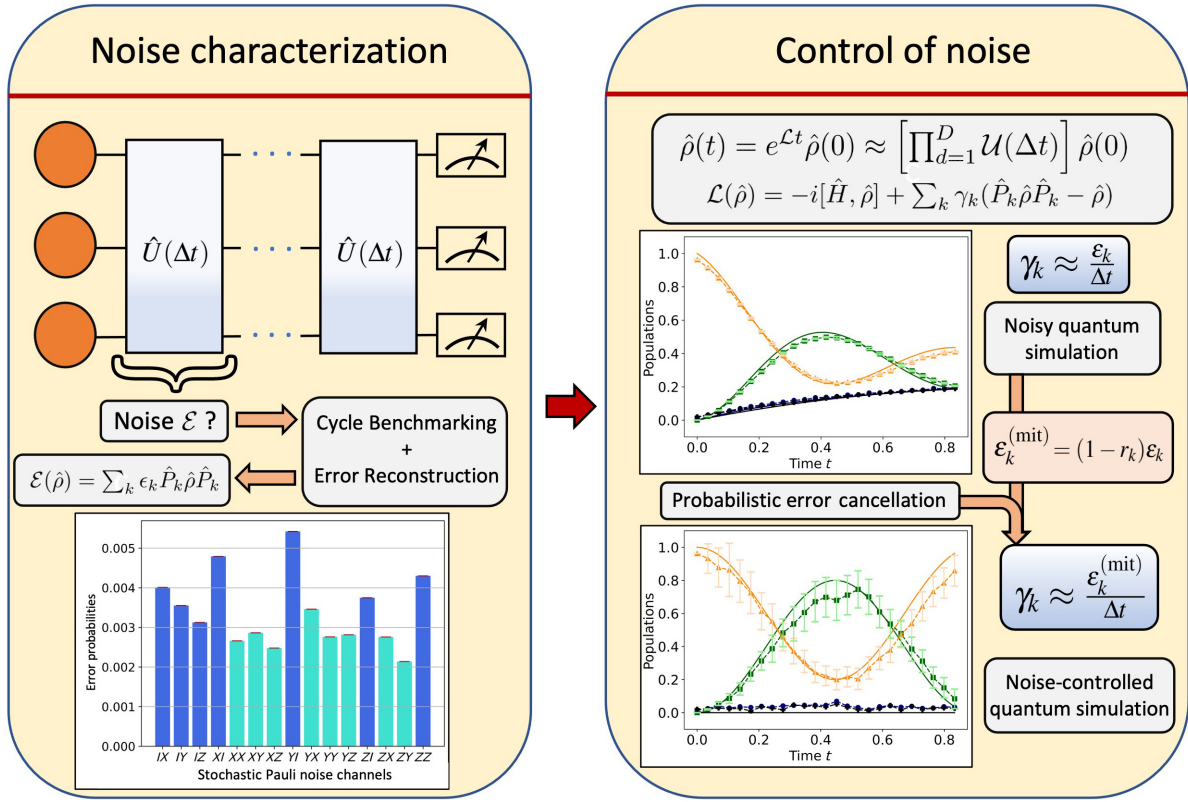 Noise characterization
Û(Δt)
Û(Δt)
Noise ℰ ?
Cycle Benchmarking
+
Error Reconstruction
ℰ(ρ̂) = ∑ₖ ϵₖ P̂ₖ ρ̂ P̂ₖ
Error probabilities
0.005
0.004
0.003
0.002
0.001
0.000
IX IY IZ XI XX XY XZ YI YX YY YZ ZI ZX ZY ZZ
Stochastic Pauli noise channels
Control of noise
ρ̂(t) = e^{ℒt} ρ̂(0) ≈ [∏_{d=1}^{D} 𝒰(Δt)] ρ̂(0)
ℒ(ρ̂) = −i[Ĥ, ρ̂] + ∑ₖ γₖ(P̂ₖ ρ̂ P̂ₖ − ρ̂)
Populations
1.0
0.8
0.6
0.4
0.2
0.0
0.0 0.2 0.4 0.6 0.8
Time t
γₖ ≈ εₖ/Δt
Noisy quantum
simulation
εₖ^{(mit)} = (1 − rₖ)εₖ
Probabilistic error cancellation
Populations
1.0
0.8
0.6
0.4
0.2
0.0
0.0 0.2 0.4 0.6 0.8
Time t
γₖ ≈ εₖ^{(mit)}/Δt
Noise-controlled
quantum simulation